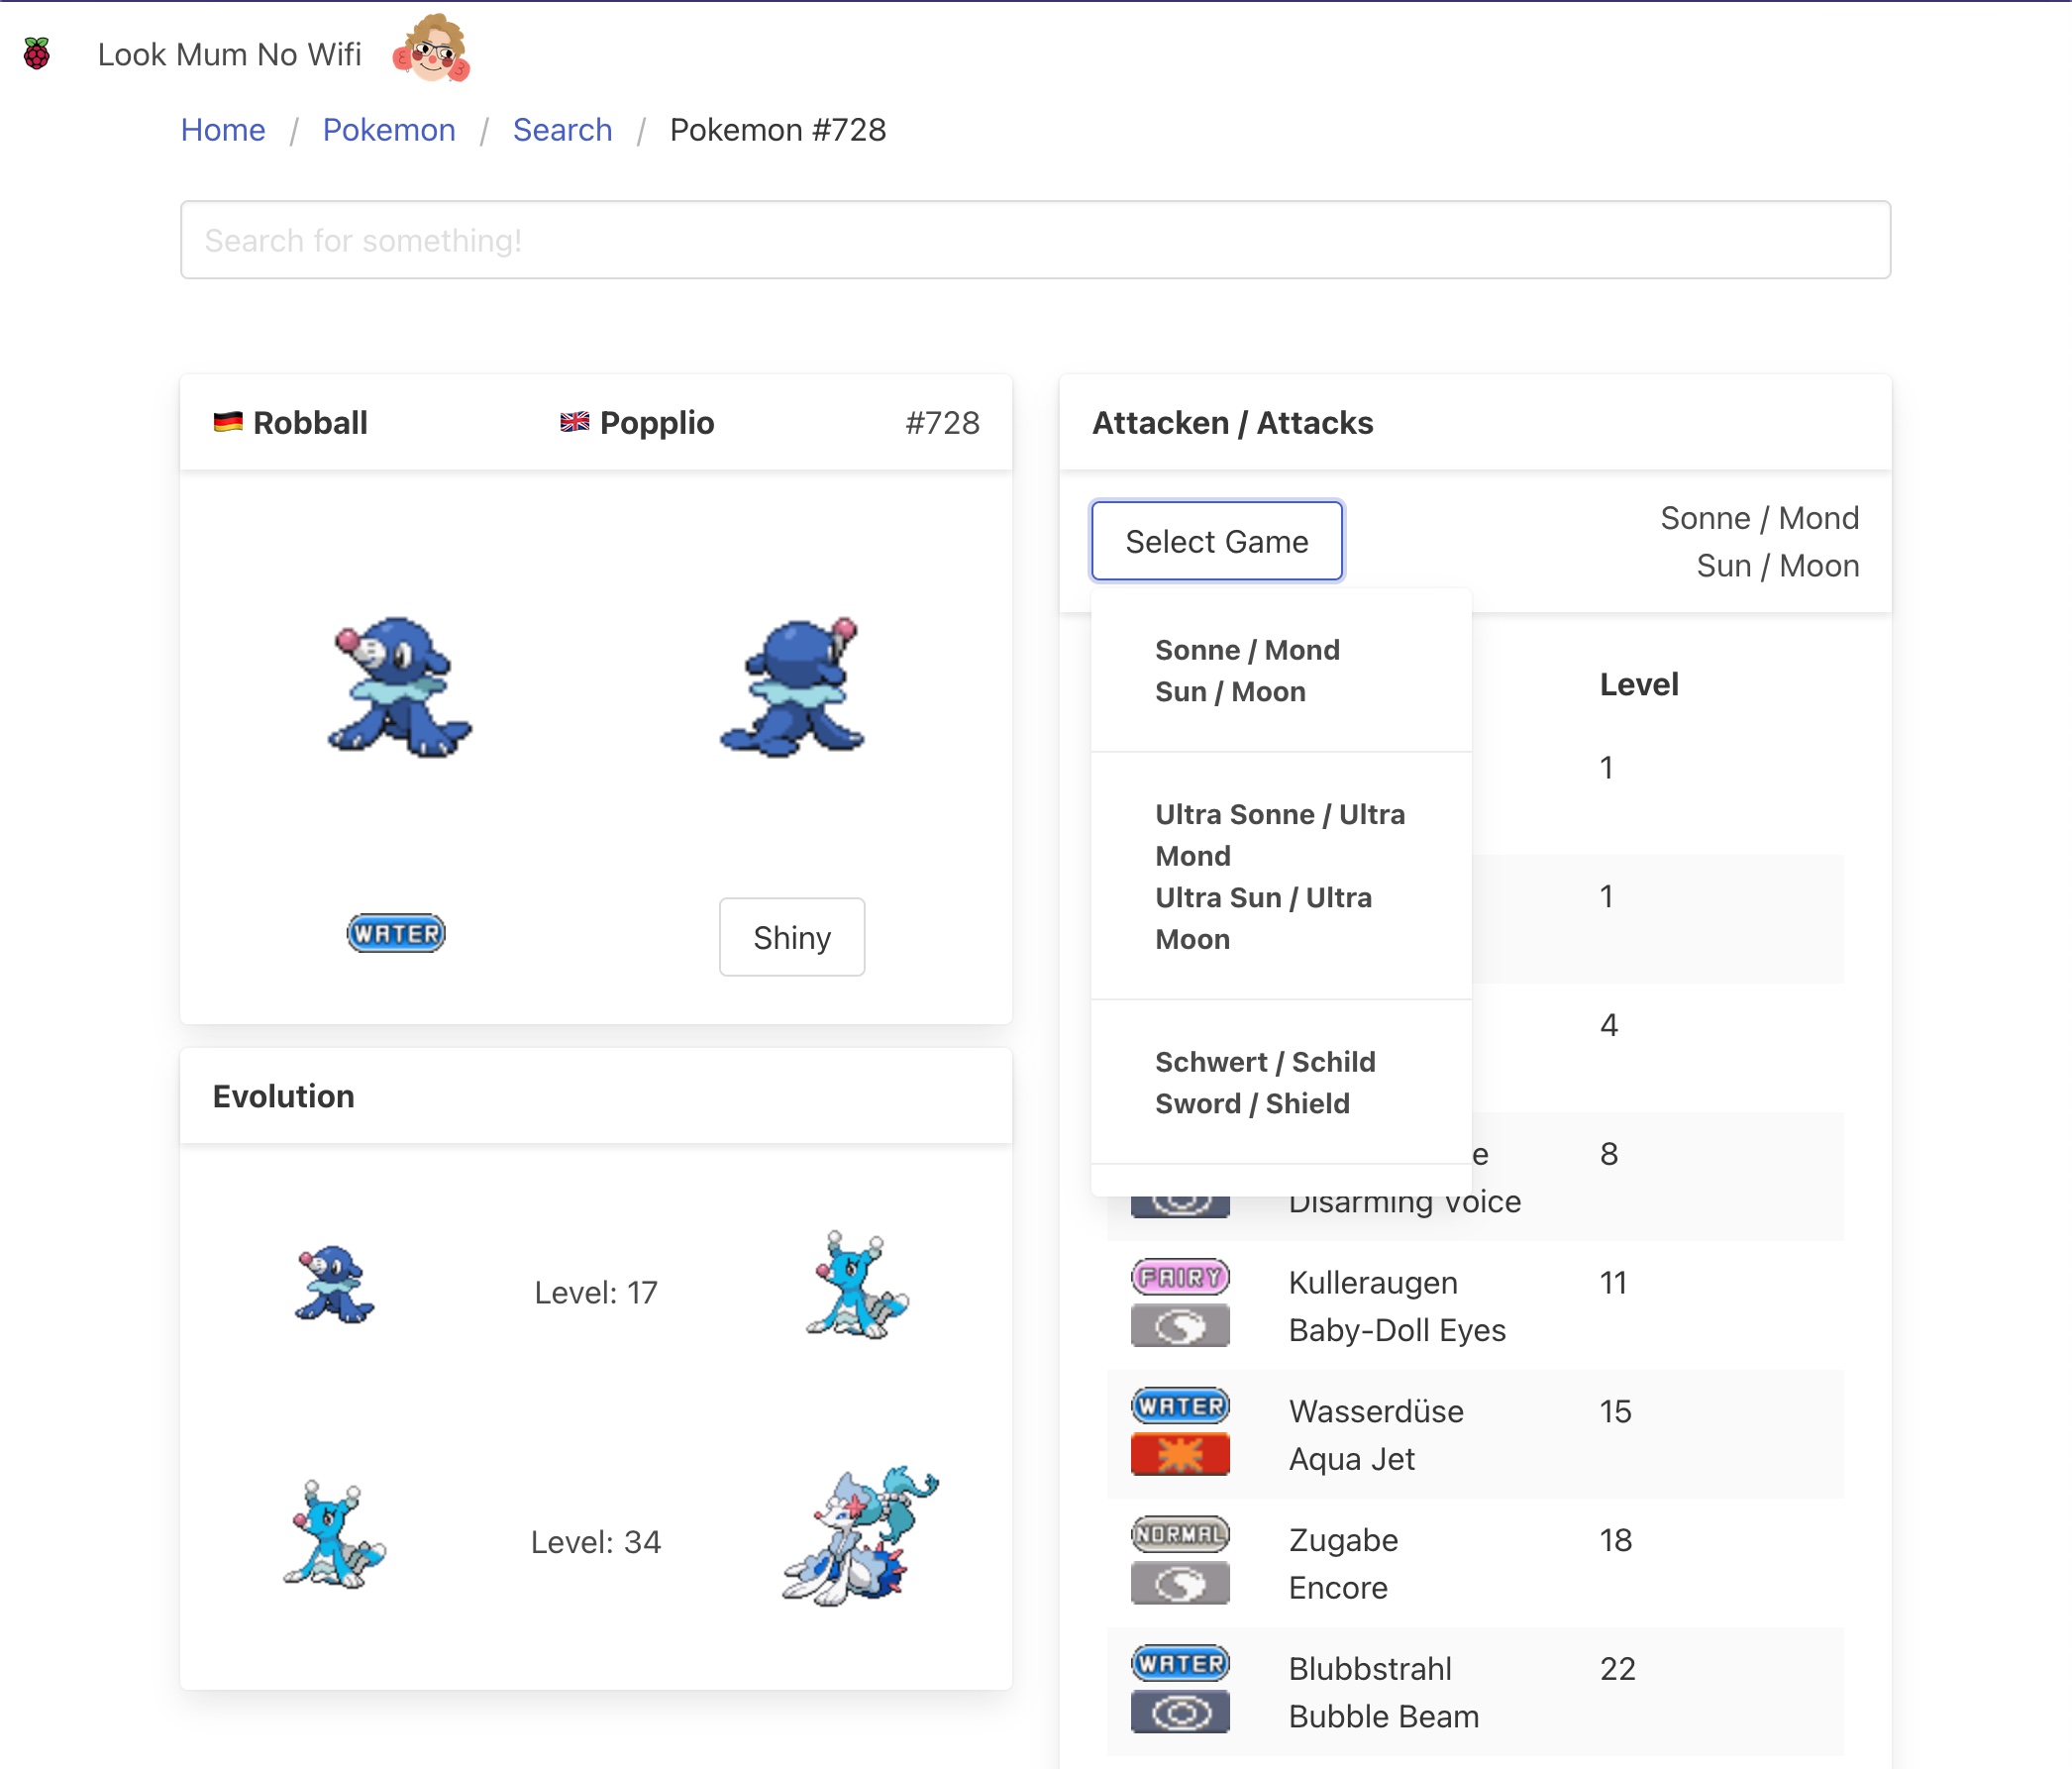 Look Mum No Wifi
Home / Pokemon / Search / Pokemon #728
Search for something!
Robball
Popplio
#728
WATER
Shiny
Evolution
Level: 17
Level: 34
Attacken / Attacks
Select Game
Sonne / Mond
Sun / Moon
Sonne / Mond
Sun / Moon
Ultra Sonne / Ultra
Mond
Ultra Sun / Ultra
Moon
Schwert / Schild
Sword / Shield
Level
1
1
4
8
Disarming Voice
FAIRY
Kulleraugen
11
Baby-Doll Eyes
WATER
Wasserdüse
15
Aqua Jet
NORMAL
Zugabe
18
Encore
WATER
Blubbstrahl
22
Bubble Beam